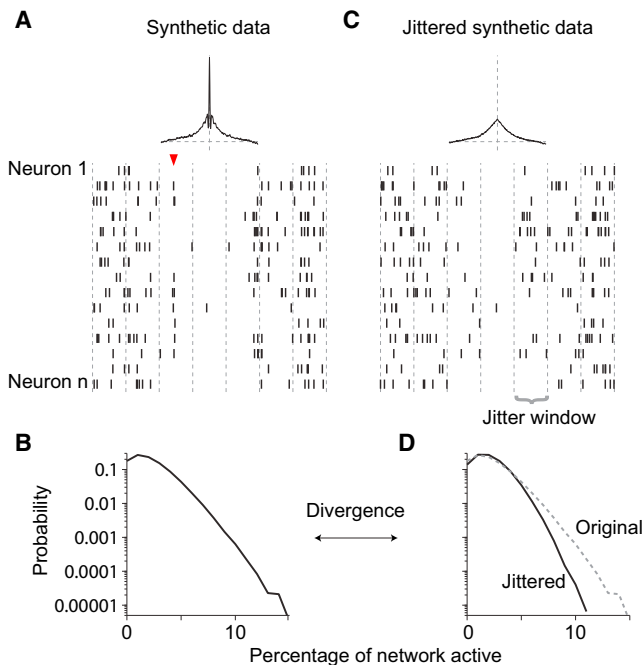 A
Synthetic data
C
Jittered synthetic data
Neuron 1
Neuron n
Jitter window
B
D
0.1
0.01
0.001
0.0001
0.00001
Probability
Divergence
Original
Jittered
0
10
0
10
Percentage of network active